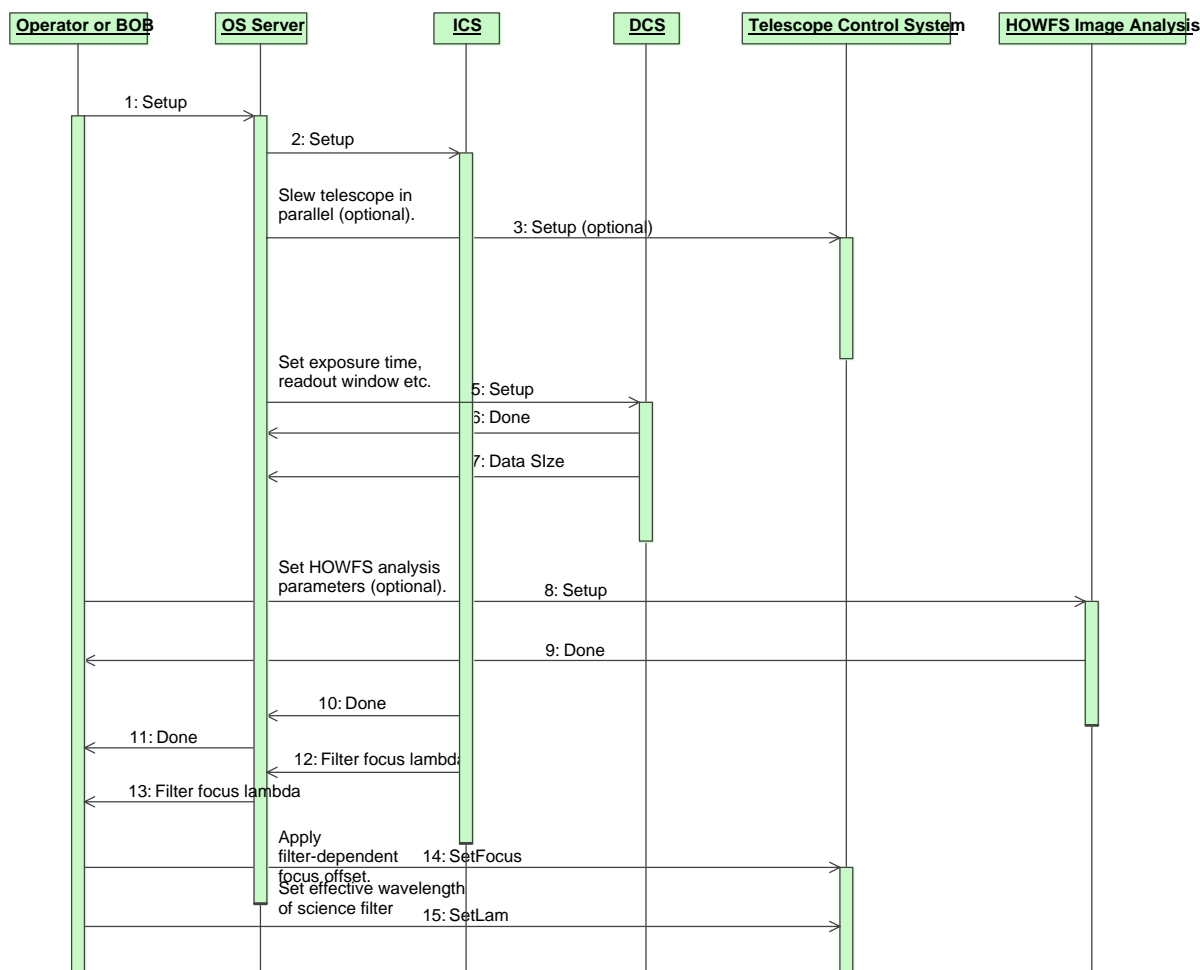 Operator or BOB
OS Server
ICS
DCS
Telescope Control System
HOWFS Image Analysis
1: Setup
2: Setup
Slew telescope in
parallel (optional).
3: Setup (optional)
Set exposure time,
readout window etc.
5: Setup
6: Done
7: Data SIze
Set HOWFS analysis
parameters (optional).
8: Setup
9: Done
10: Done
11: Done
12: Filter focus lambda
13: Filter focus lambda
Apply
filter-dependent
focus offset.
14: SetFocus
Set effective wavelength
of science filter
15: SetLam